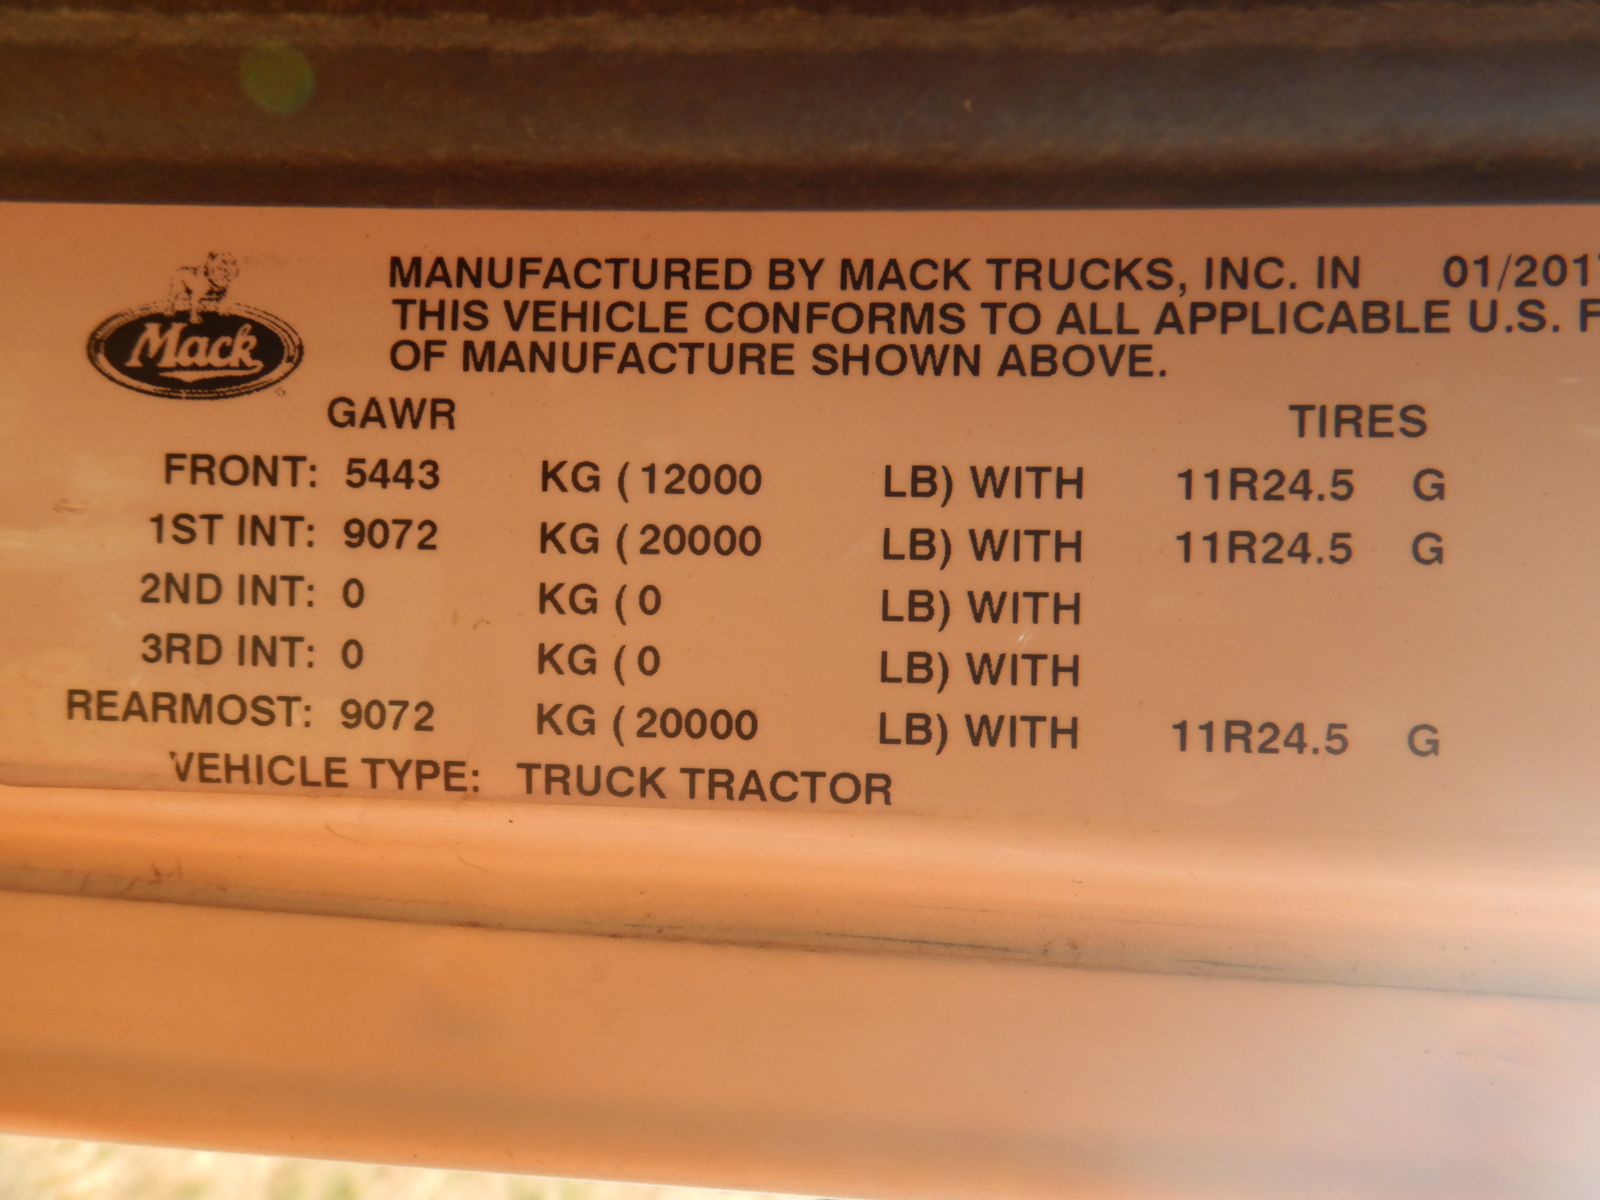 MANUFACTURED BY MACK TRUCKS, INC. IN 01/2017
THIS VEHICLE CONFORMS TO ALL APPLICABLE U.S. F
OF MANUFACTURE SHOWN ABOVE.
Mack
GAWR TIRES
FRONT: 5443 KG (12000 LB) WITH 11R24.5 G
1ST INT: 9072 KG (20000 LB) WITH 11R24.5 G
2ND INT: 0 KG (0 LB) WITH
3RD INT: 0 KG (0 LB) WITH
REARMOST: 9072 KG (20000 LB) WITH 11R24.5 G
VEHICLE TYPE: TRUCK TRACTOR